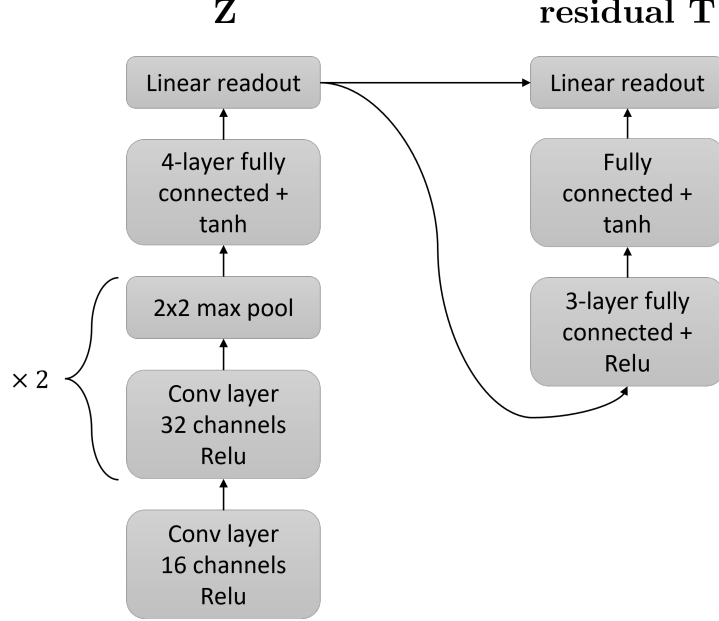 Z
Linear readout
4-layer fully
connected +
tanh
2x2 max pool
× 2
Conv layer
32 channels
Relu
Conv layer
16 channels
Relu
residual T
Linear readout
Fully
connected +
tanh
3-layer fully
connected +
Relu